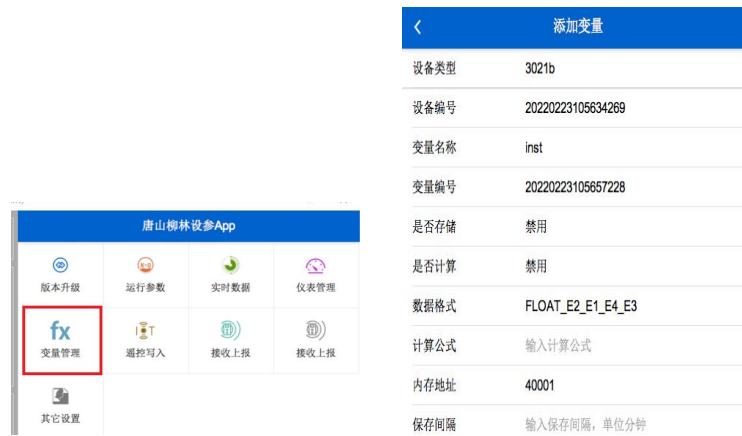 唐山柳林设参App
版本升级
运行参数
实时数据
仪表管理
fx
变量管理
遥控写入
接收上报
接收上报
其它设置
添加变量
设备类型 3021b
设备编号 20220223105634269
变量名称 inst
变量编号 20220223105657228
是否存储 禁用
是否计算 禁用
数据格式 FLOAT_E2_E1_E4_E3
计算公式 输入计算公式
内存地址 40001
保存间隔 输入保存间隔，单位分钟